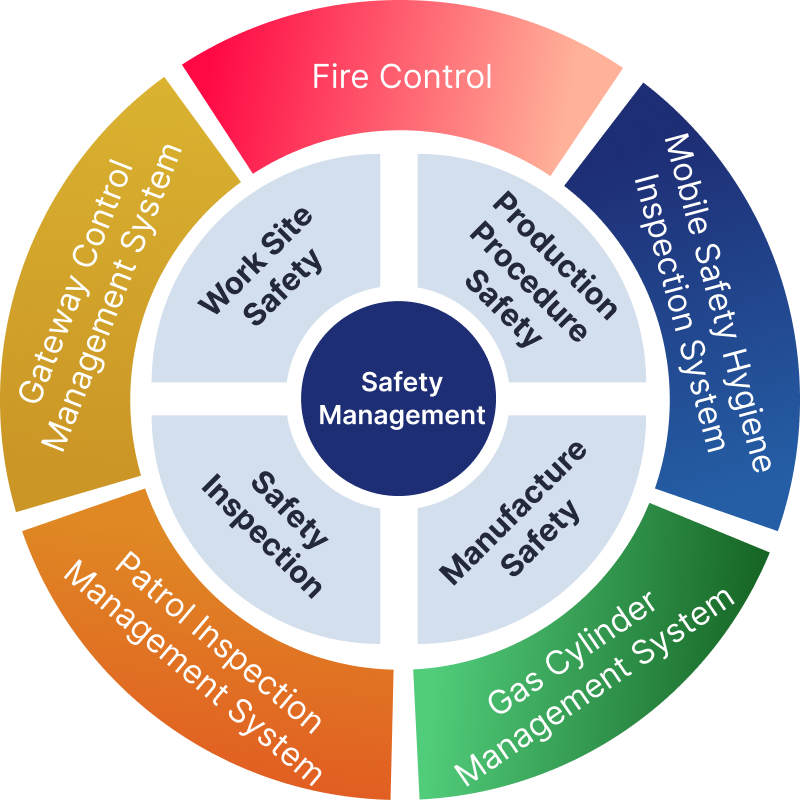 Fire Control
Mobile Safety Hygiene
Inspection System
Gas Cylinder
Management System
Patrol Inspection
Management System
Gateway Control
Management System
Work Site
Safety
Production
Procedure
Safety
Manufacture
Safety
Safety
Inspection
Safety
Management